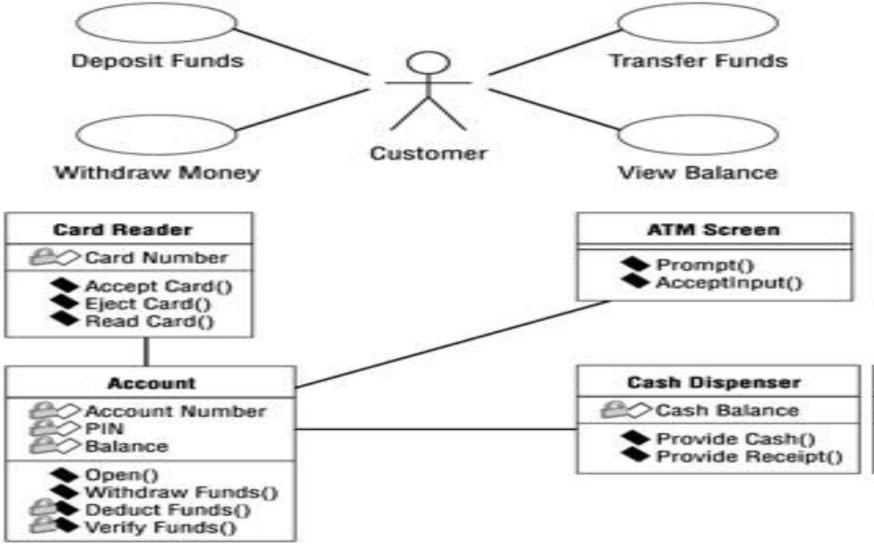 Deposit Funds
Transfer Funds
Customer
Withdraw Money
View Balance
Card Reader
Card Number
Accept Card()
Eject Card()
Read Card()
ATM Screen
Prompt()
AcceptInput()
Account
Account Number
PIN
Balance
Open()
Withdraw Funds()
Deduct Funds()
Verify Funds()
Cash Dispenser
Cash Balance
Provide Cash()
Provide Receipt()